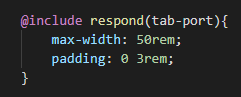 @include respond(tab-port){
    max-width: 50rem;
    padding: 0 3rem;
}